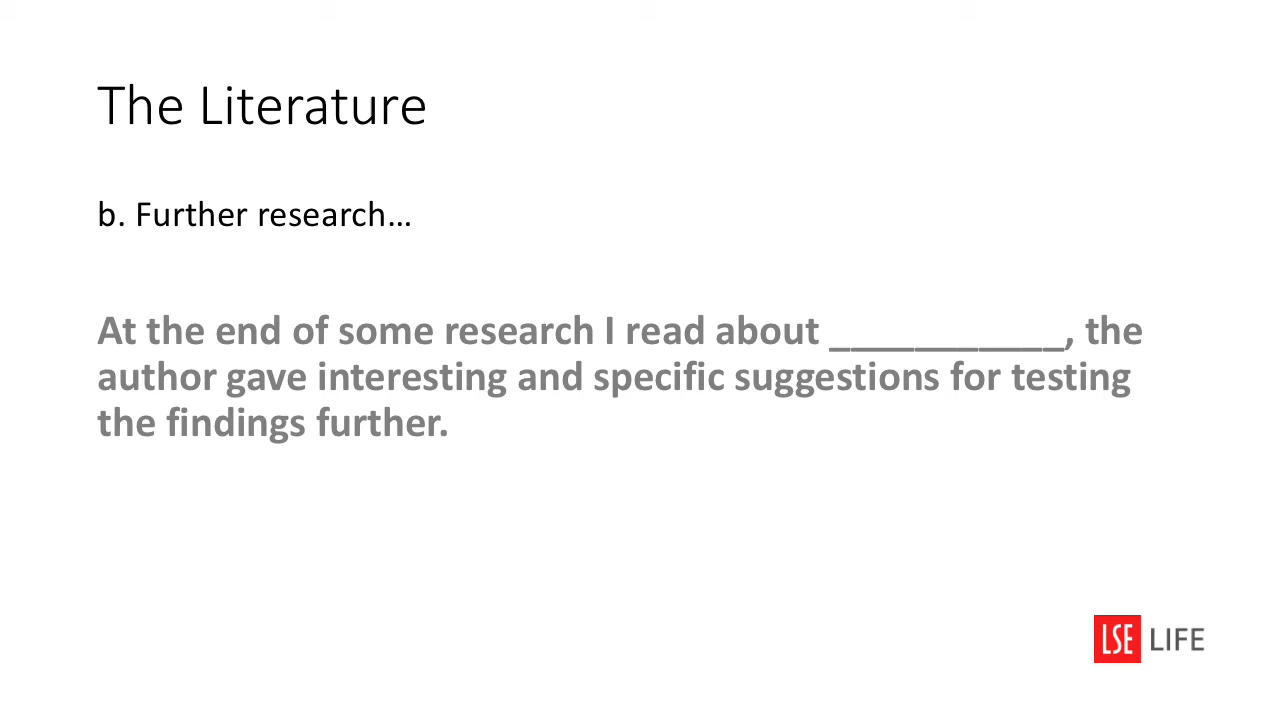 The Literature
b. Further research…
At the end of some research I read about ___________, the
author gave interesting and specific suggestions for testing
the findings further.
LSE LIFE